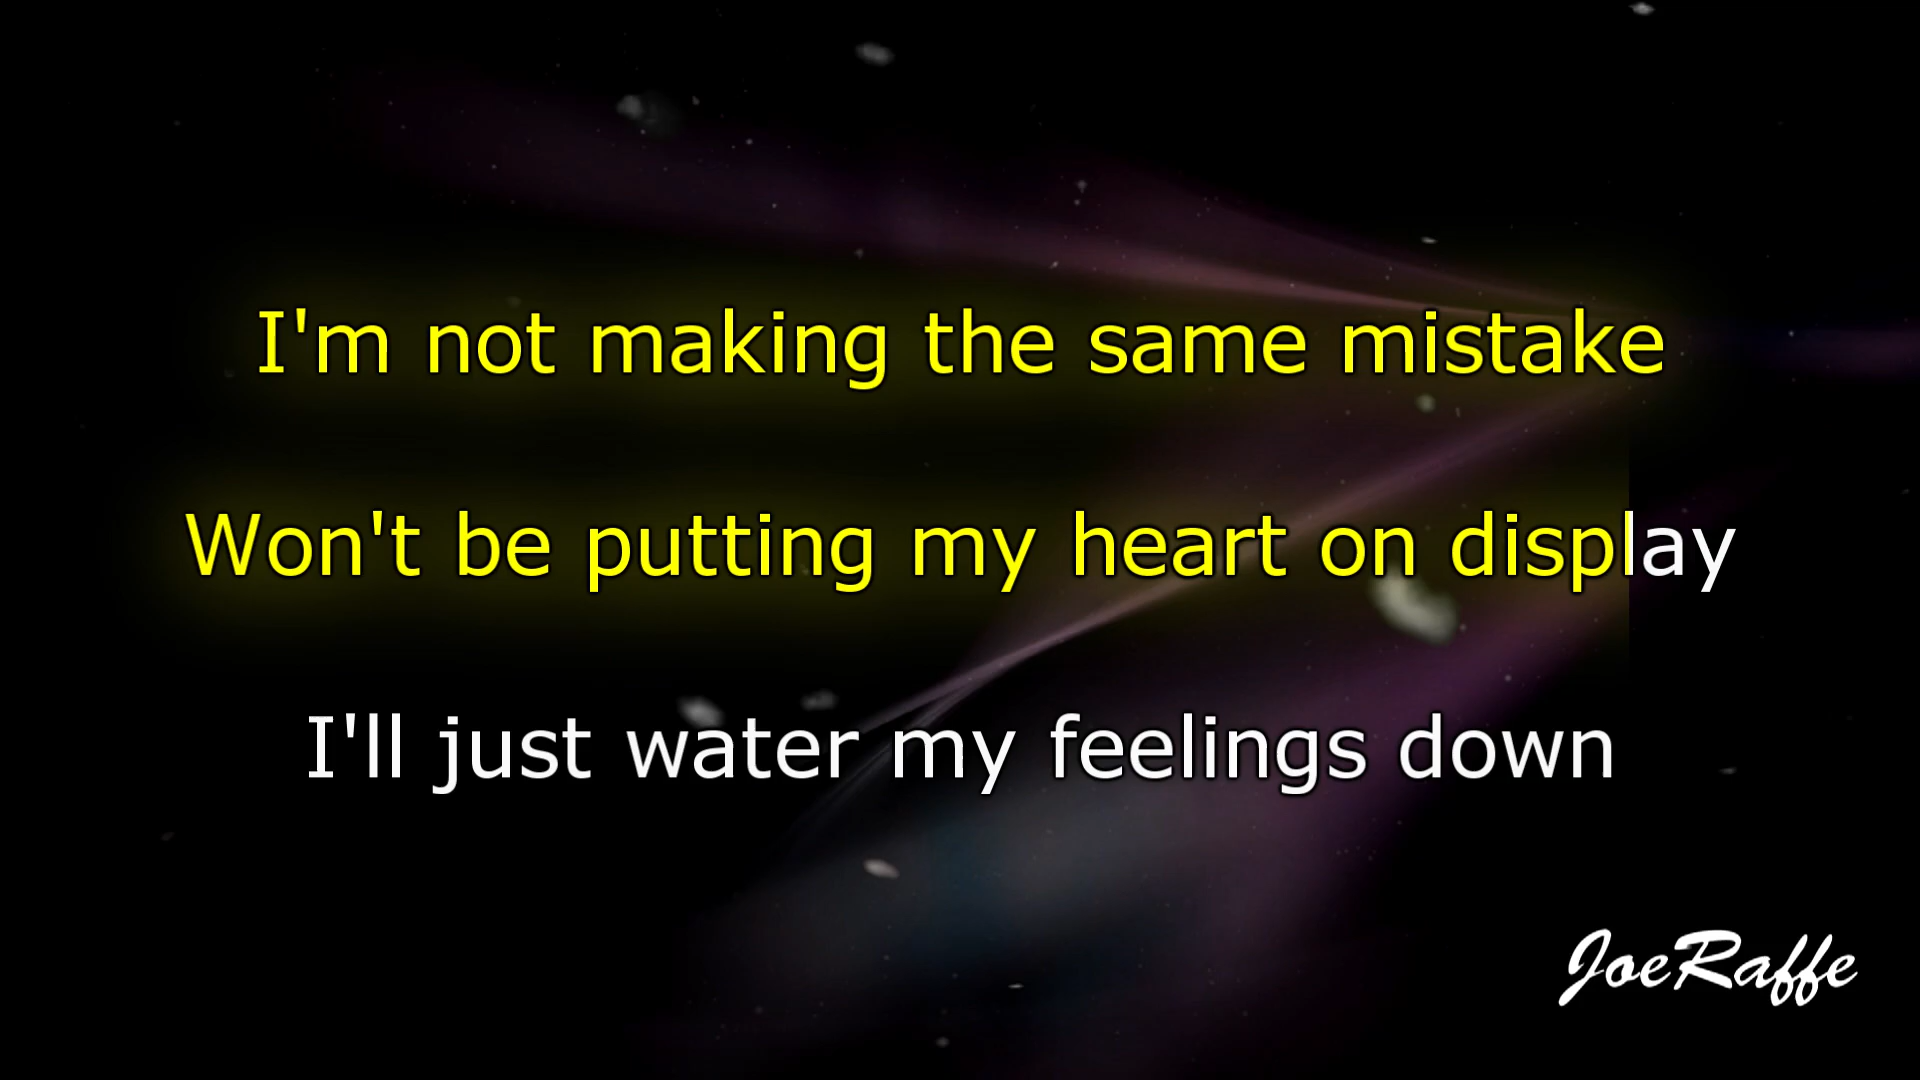 I'm not making the same mistake
Won't be putting my heart on display
I'll just water my feelings down
JoeRaffe